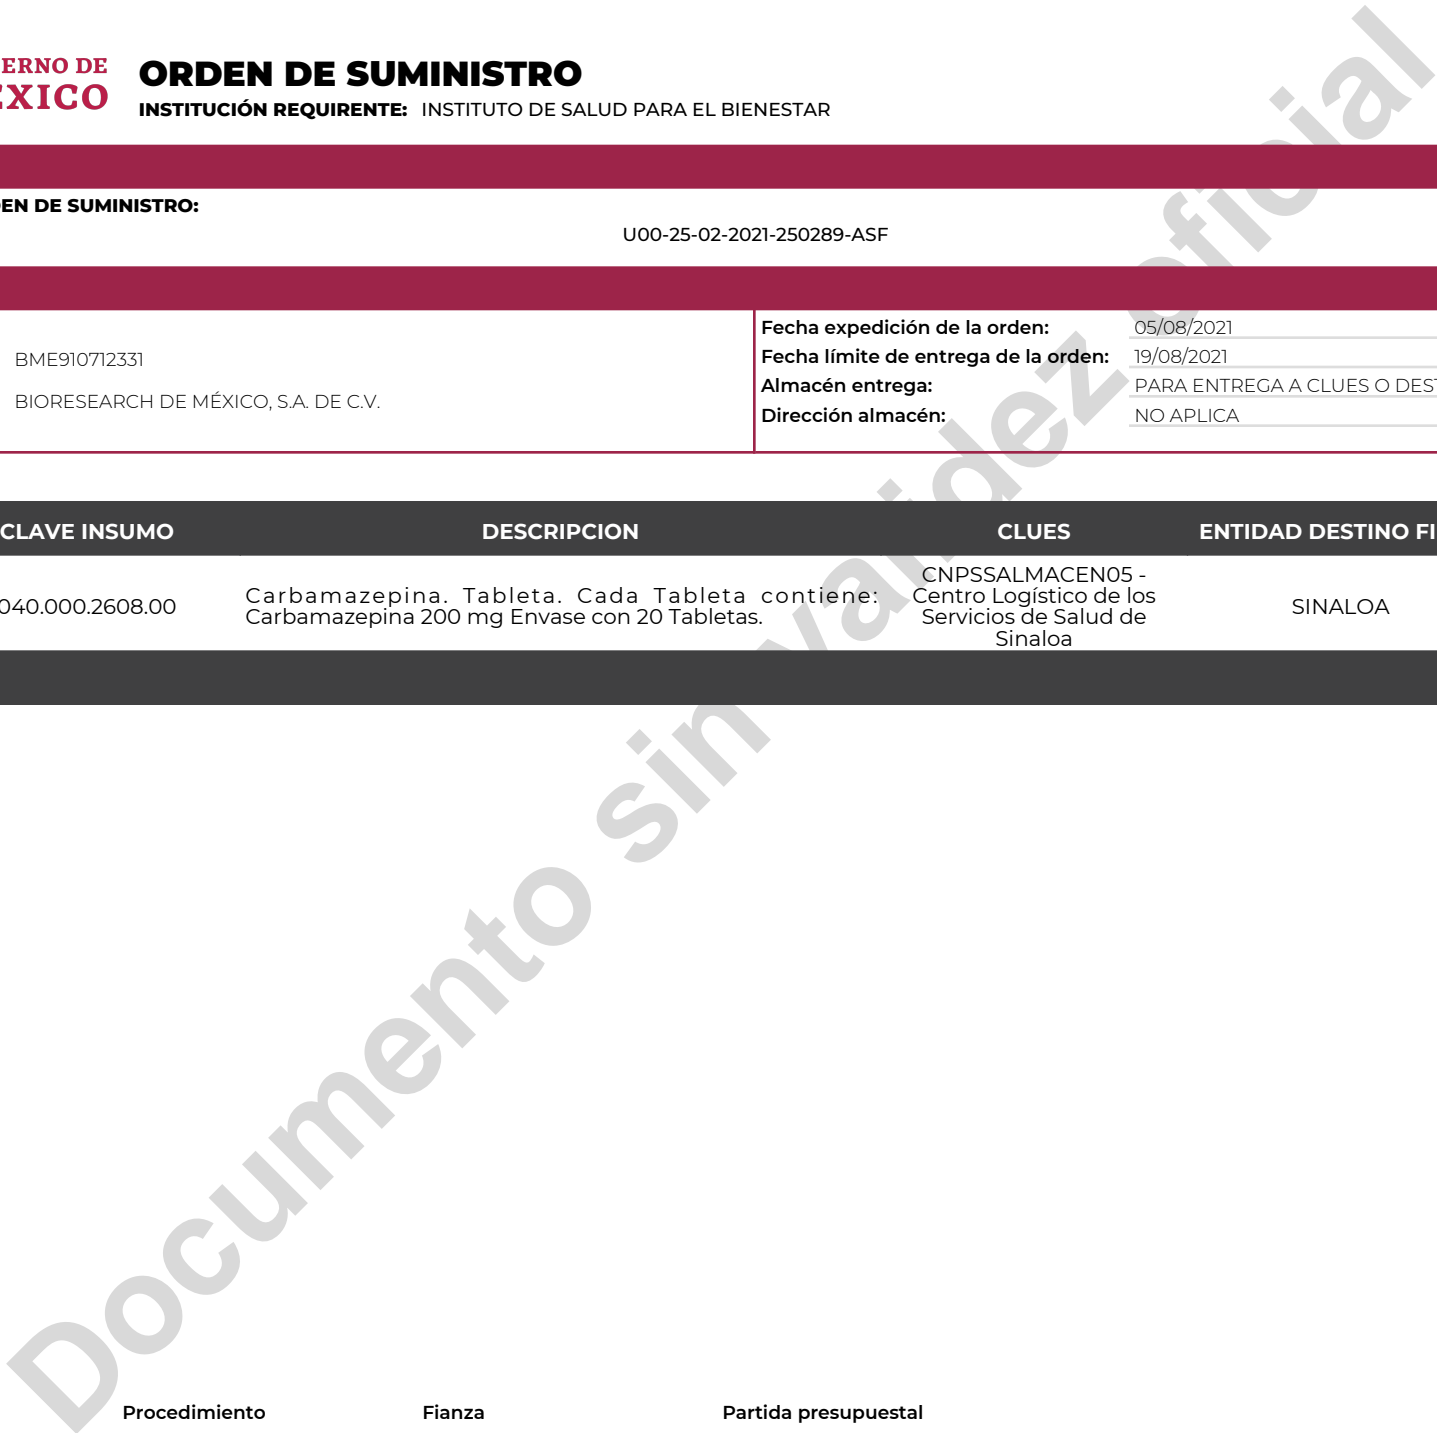 ERNO DE
ÉXICO
ORDEN DE SUMINISTRO
INSTITUCIÓN REQUIRENTE: INSTITUTO DE SALUD PARA EL BIENESTAR
EN DE SUMINISTRO:
U00-25-02-2021-250289-ASF
BME910712331
BIORESEARCH DE MÉXICO, S.A. DE C.V.
Fecha expedición de la orden: 05/08/2021
Fecha límite de entrega de la orden: 19/08/2021
Almacén entrega: PARA ENTREGA A CLUES O DEST
Dirección almacén: NO APLICA
CLAVE INSUMO DESCRIPCION CLUES ENTIDAD DESTINO FI
040.000.2608.00
Carbamazepina. Tableta. Cada Tableta contiene:
Carbamazepina 200 mg Envase con 20 Tabletas.
CNPSSALMACEN05 -
Centro Logístico de los
Servicios de Salud de
Sinaloa
SINALOA
Documento sin validez oficial
Procedimiento Fianza Partida presupuestal